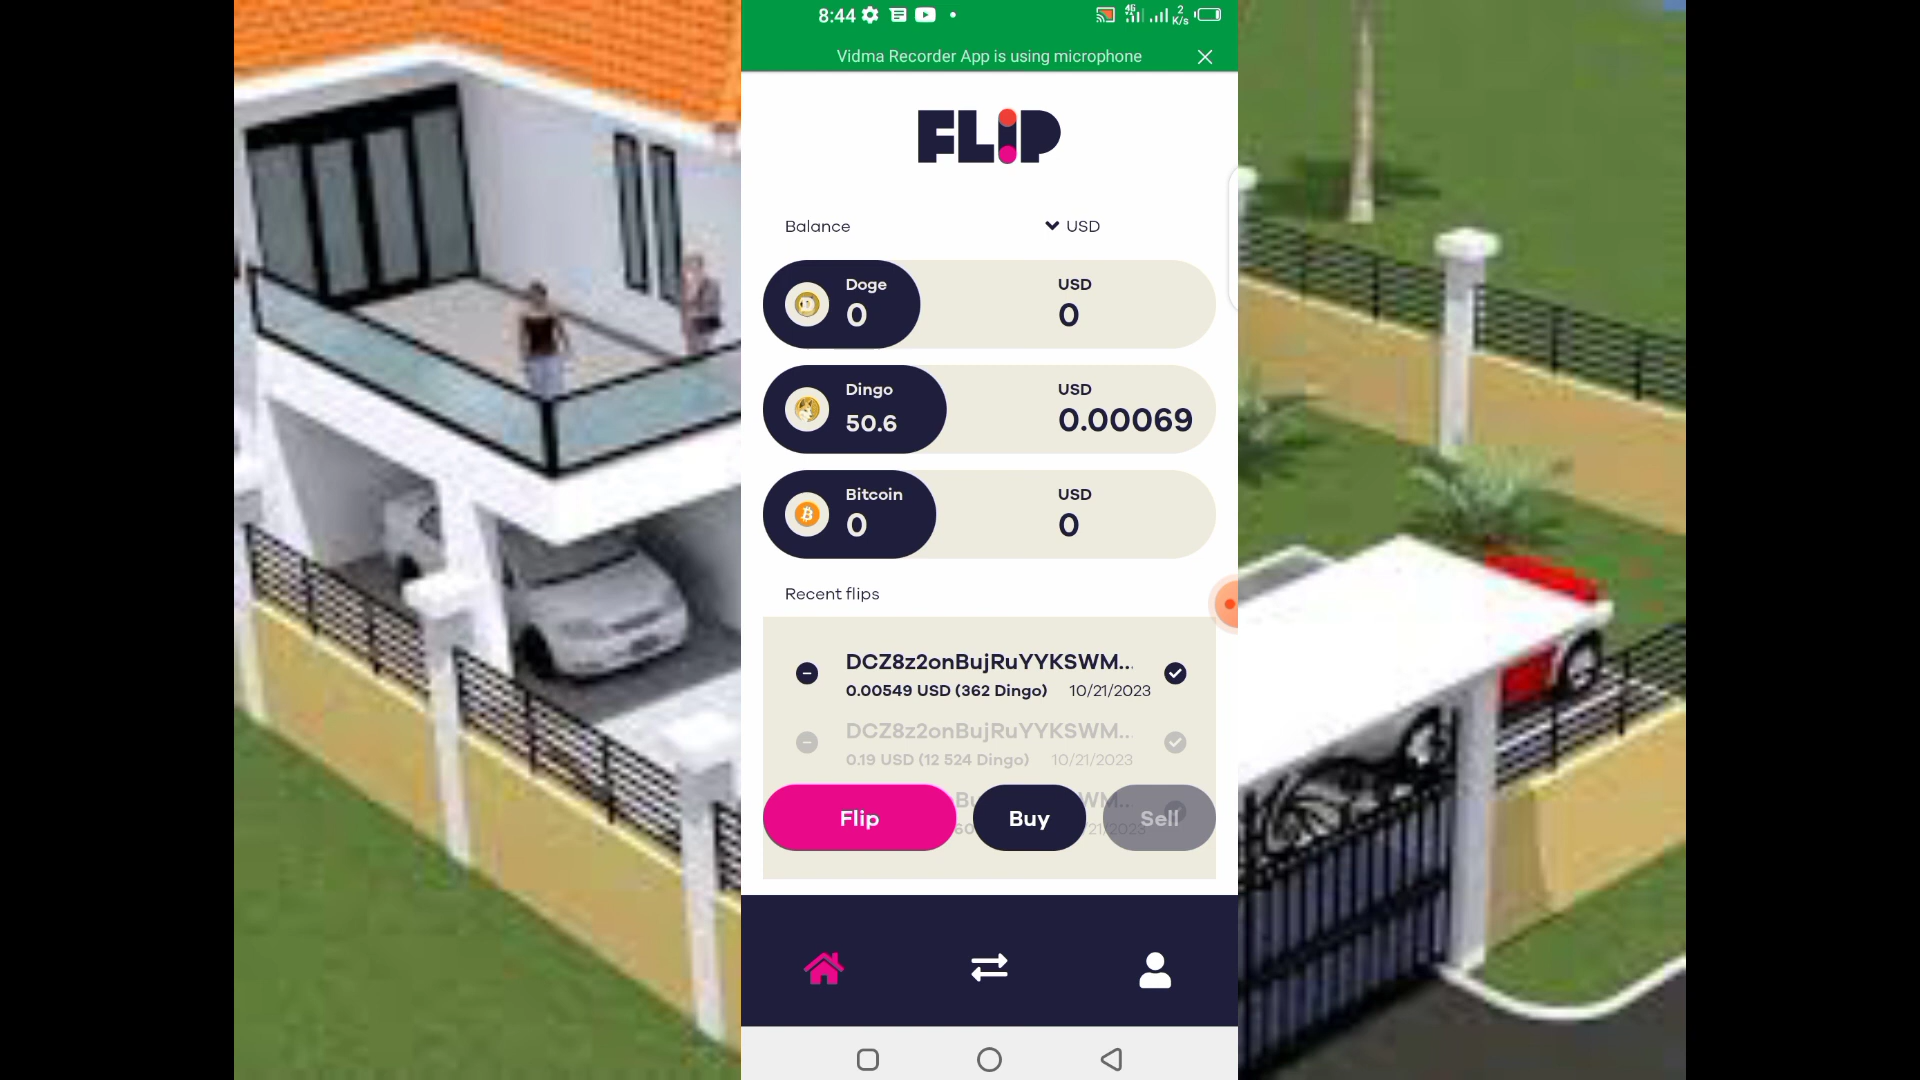 8:44
4G
2
K/s
Vidma Recorder App is using microphone
FLIP
Balance
USD
Doge
0
USD
0
Dingo
50.6
USD
0.00069
Bitcoin
0
USD
0
Recent flips
DCZ8z2onBujRuYYKSWM...
0.00549 USD (362 Dingo) 10/21/2023
DCZ8z2onBujRuYYKSWM...
0.19 USD (12 524 Dingo) 10/21/2023
Flip
Buy
Sell